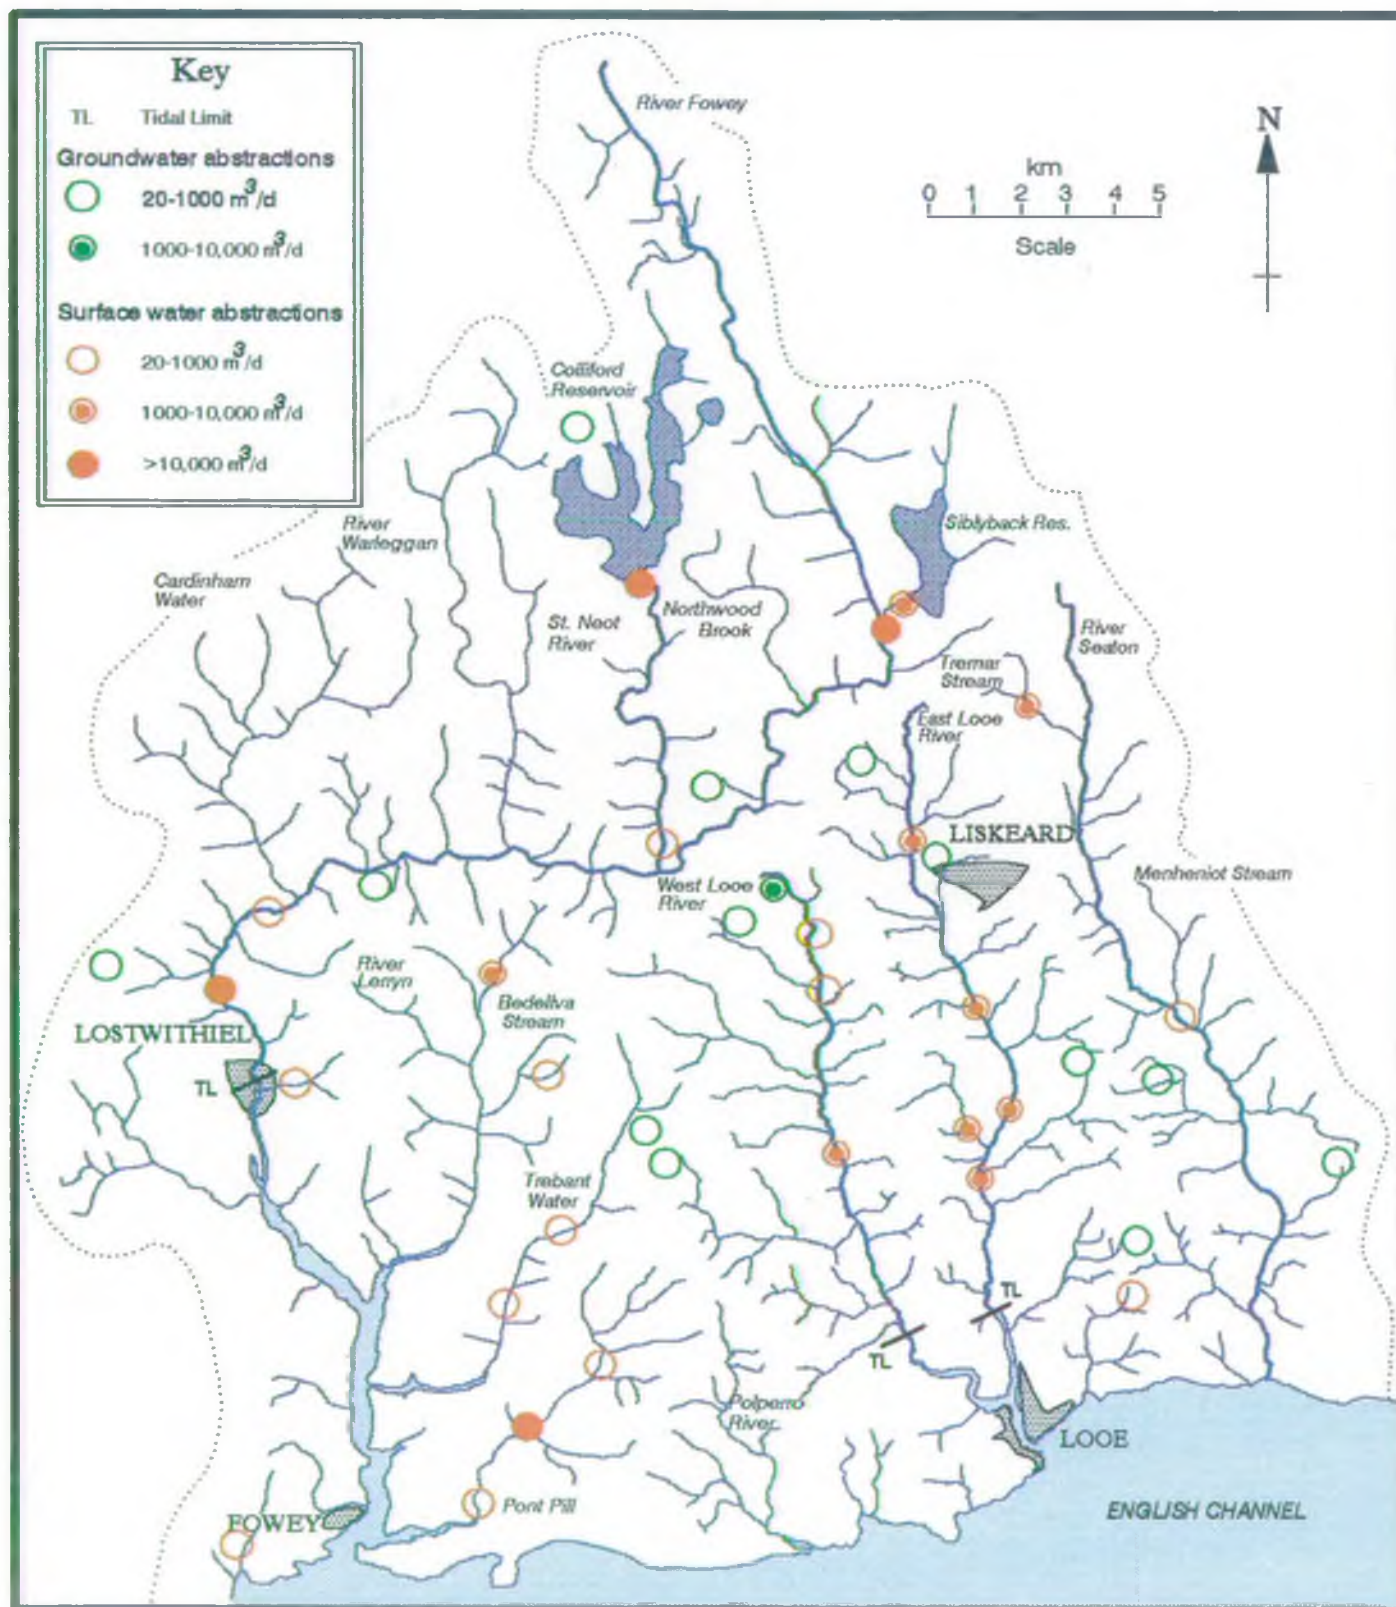 Key
TL Tidal Limit
Groundwater abstractions
20-1000 m³/d
1000-10,000 m³/d
Surface water abstractions
20-1000 m³/d
1000-10,000 m³/d
>10,000 m³/d
River Fowey
N
km
0 1 2 3 4 5
Scale
Colliford
Reservoir
River
Warleggan
Siblyback Res.
Cardinham
Water
St. Neot
River
Northwood
Brook
River
Seaton
Tremar
Stream
East Looe
River
LISKEARD
West Looe
River
Menheniot Stream
River
Lerryn
Bedellva
Stream
LOSTWITHIEL
TL
Trebant
Water
TL
TL
Polperro
River
LOOE
Pont Pill
FOWEY
ENGLISH CHANNEL